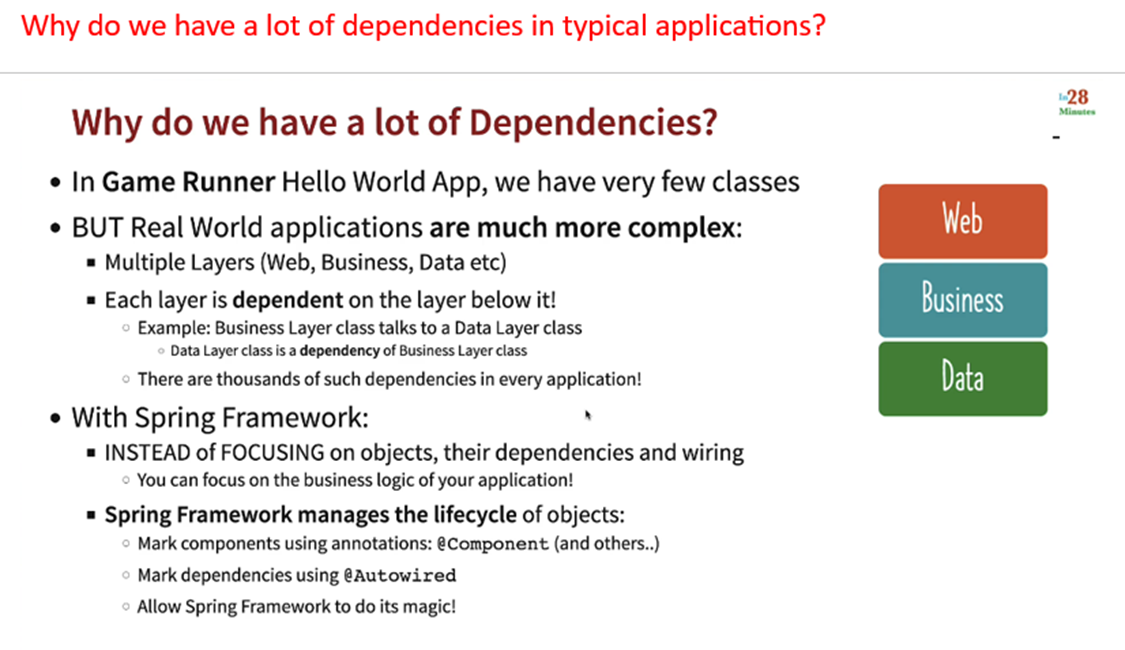 Why do we have a lot of dependencies in typical applications?
In28
Minutes
Why do we have a lot of Dependencies?
• In Game Runner Hello World App, we have very few classes
• BUT Real World applications are much more complex:
▪ Multiple Layers (Web, Business, Data etc)
▪ Each layer is dependent on the layer below it!
○ Example: Business Layer class talks to a Data Layer class
○ Data Layer class is a dependency of Business Layer class
○ There are thousands of such dependencies in every application!
• With Spring Framework:
▪ INSTEAD of FOCUSING on objects, their dependencies and wiring
○ You can focus on the business logic of your application!
▪ Spring Framework manages the lifecycle of objects:
○ Mark components using annotations: @Component (and others..)
○ Mark dependencies using @Autowired
○ Allow Spring Framework to do its magic!
Web
Business
Data